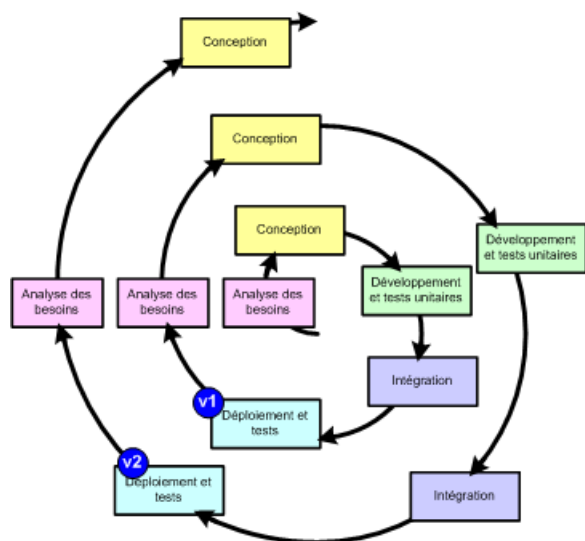 Conception
Conception
Conception
Développement
et tests unitaires
Analyse des
besoins
Analyse des
besoins
Analyse des
besoins
Développement
et tests unitaires
Intégration
v1
Déploiement et
tests
v2
Déploiement et
tests
Intégration